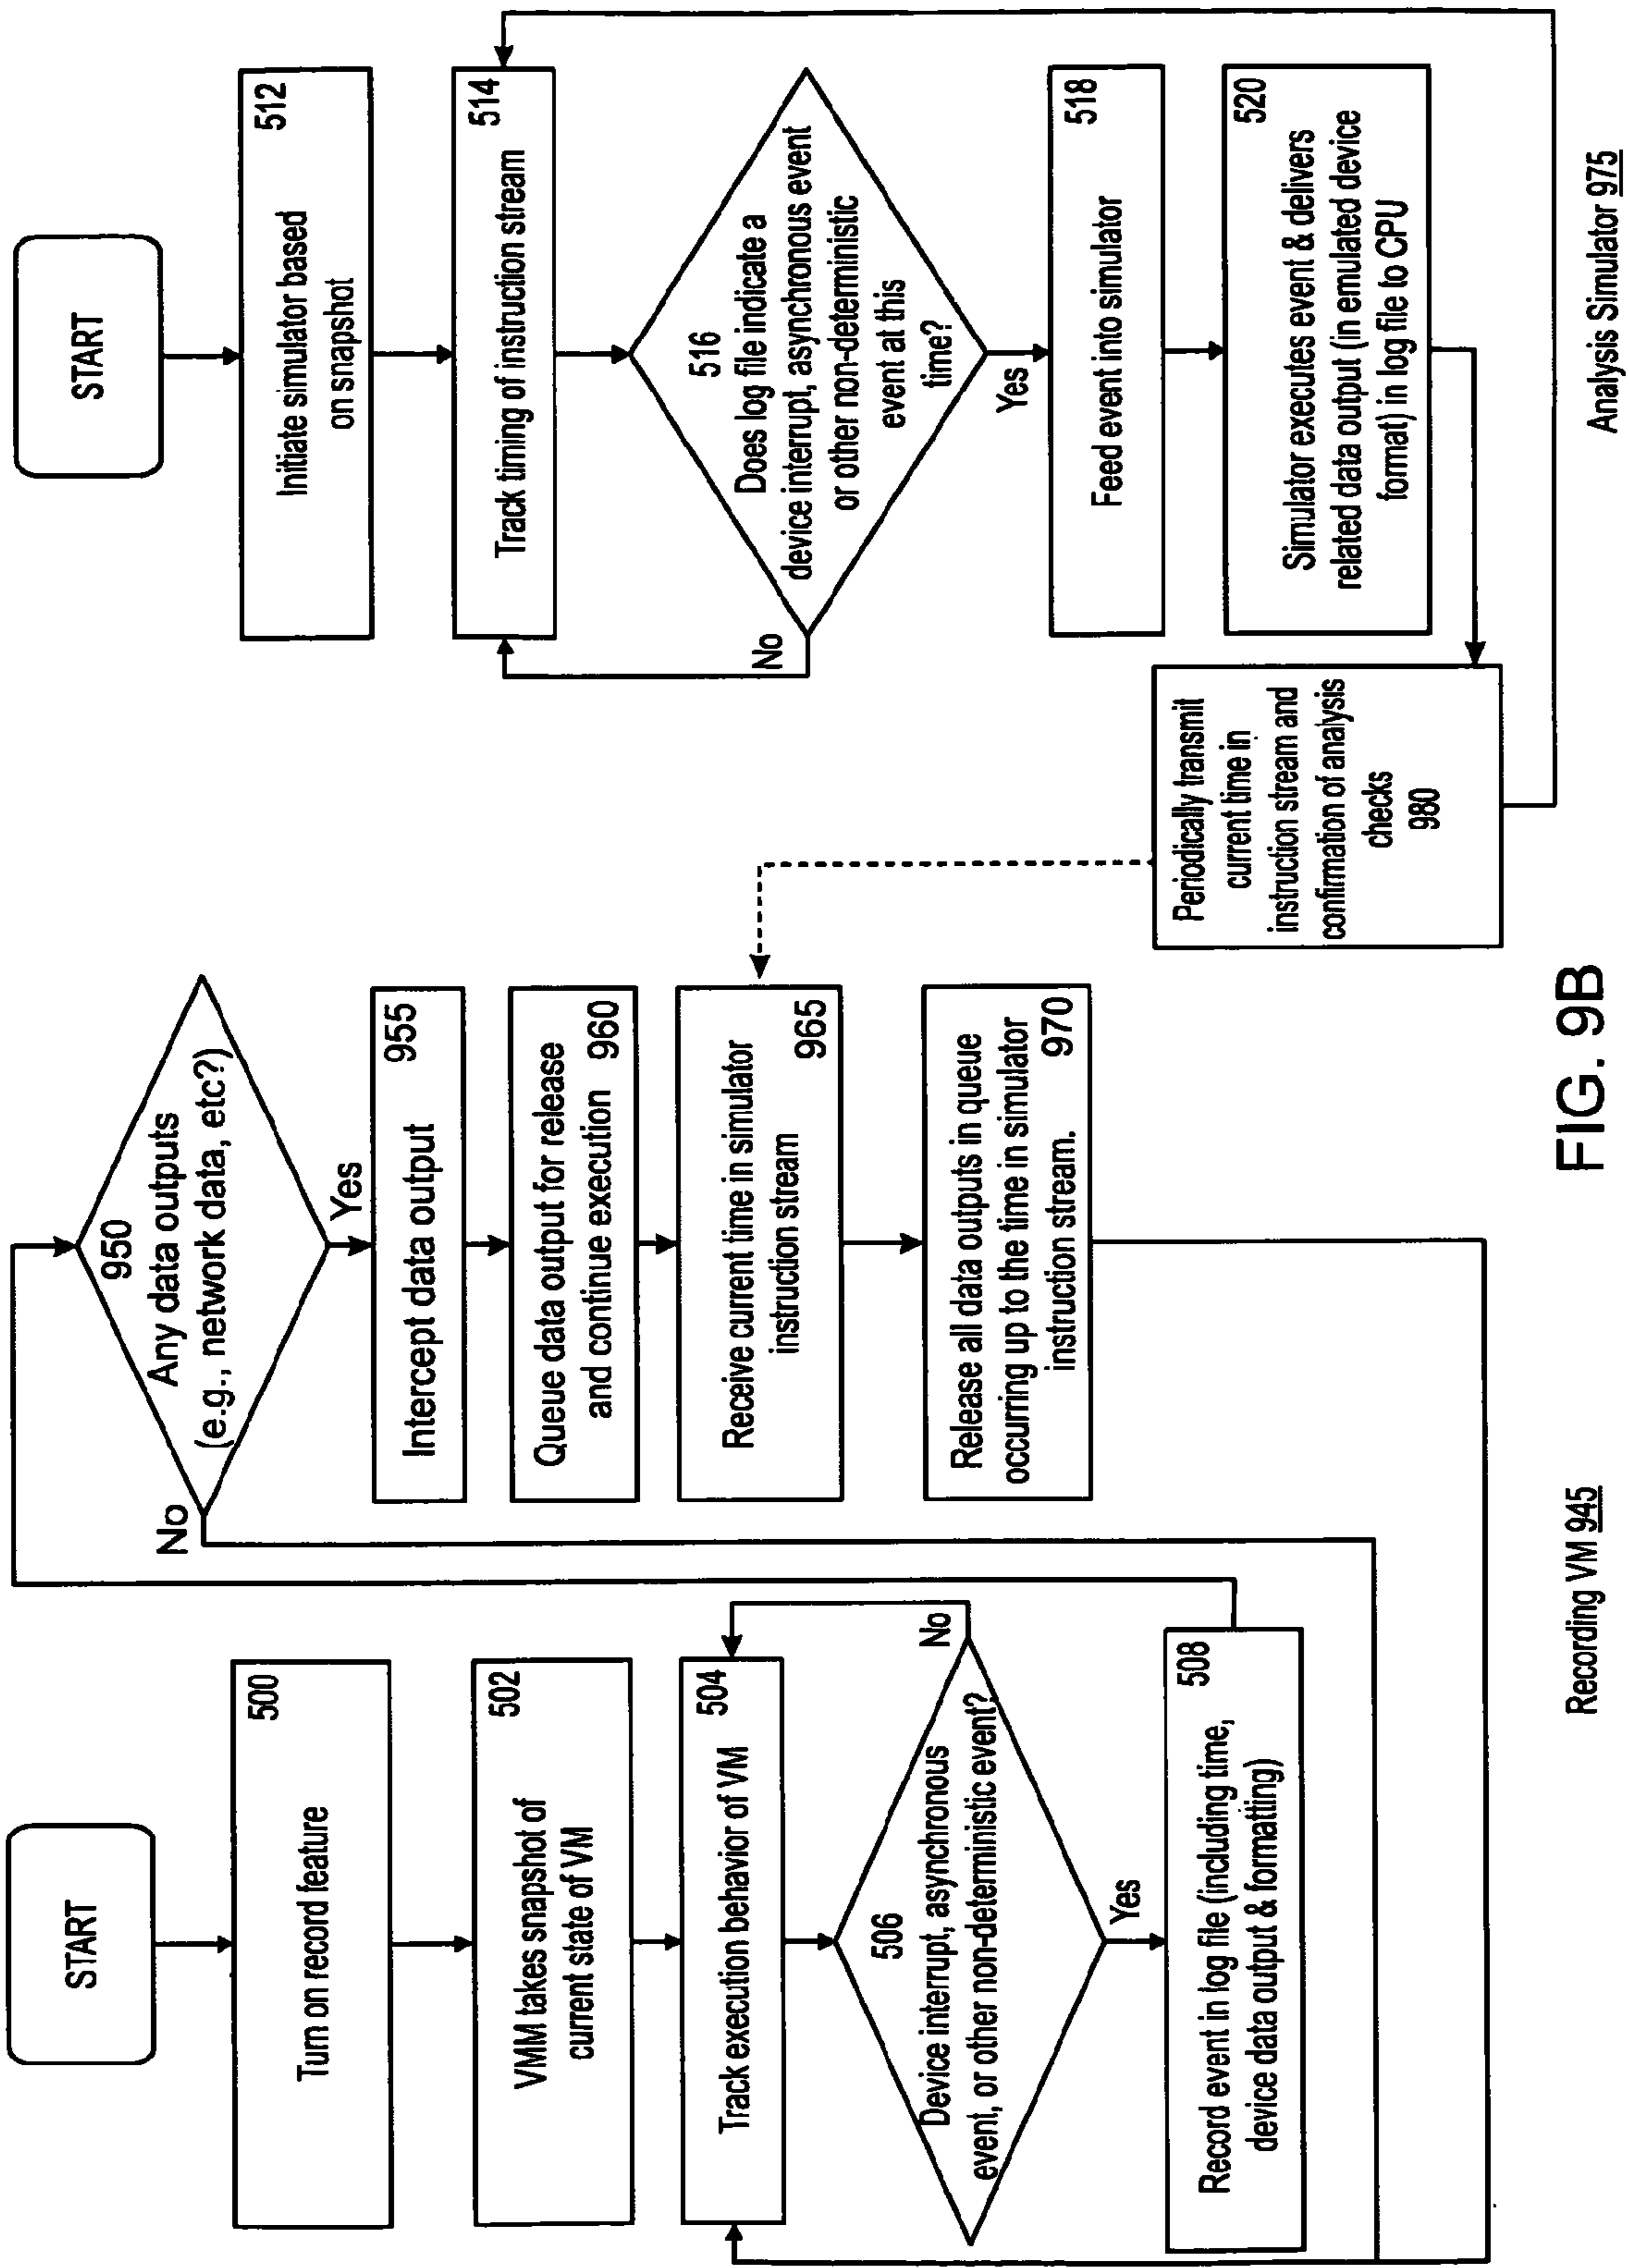 START
500
Turn on record feature
502
VMM takes snapshot of
current state of VM
504
Track execution behavior of VM
No
506
Device interrupt, asynchronous
event, or other non-deterministic event?
Yes
508
Record event in log file (including time,
device data output & formatting)
Recording VM 945
950
Any data outputs
(e.g., network data, etc?)
No
Yes
955
Intercept data output
Queue data output for release
and continue execution 960
Receive current time in simulator
instruction stream
965
Release all data outputs in queue
occurring up to the time in simulator
instruction stream.
970
START
512
Initiate simulator based
on snapshot
514
Track timing of instruction stream
516
Does log file indicate a
device interrupt, asynchronous event
or other non-deterministic
event at this
time?
No
Yes
518
Feed event into simulator
520
Simulator executes event & delivers
related data output (in emulated device
format) in log file to CPU
Periodically transmit
current time in
instruction stream and
confirmation of analysis
checks
980
Analysis Simulator 975
FIG. 9B